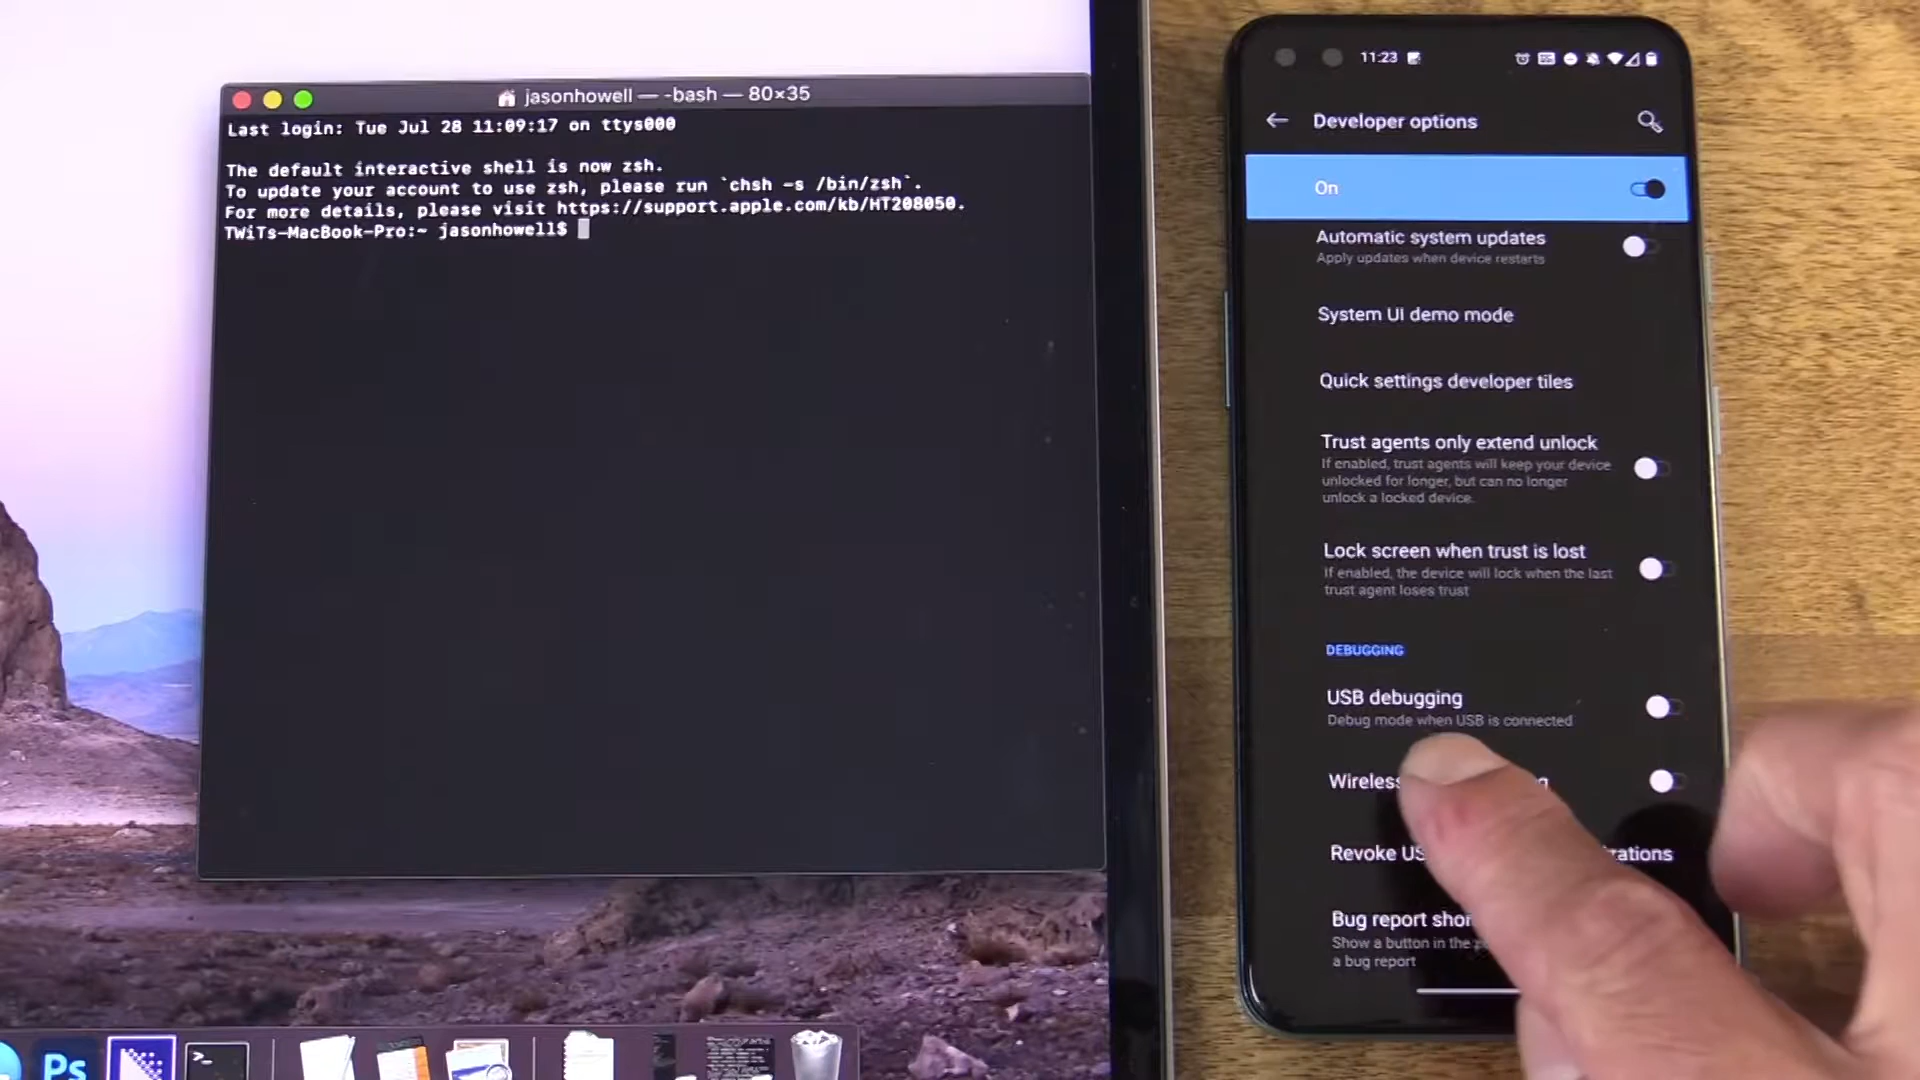 jasonhowell — -bash — 80×35
Last login: Tue Jul 28 11:09:17 on ttys000
The default interactive shell is now zsh.
To update your account to use zsh, please run `chsh -s /bin/zsh`.
For more details, please visit https://support.apple.com/kb/HT208050.
TWiTs-MacBook-Pro:~ jasonhowell$
Ps
>_
11:23
Developer options
On
Automatic system updates
Apply updates when device restarts
System UI demo mode
Quick settings developer tiles
Trust agents only extend unlock
If enabled, trust agents will keep your device
unlocked for longer, but can no longer
unlock a locked device.
Lock screen when trust is lost
If enabled, the device will lock when the last
trust agent loses trust
DEBUGGING
USB debugging
Debug mode when USB is connected
Wireless
Revoke
Bug report
Show a button in the
a bug report